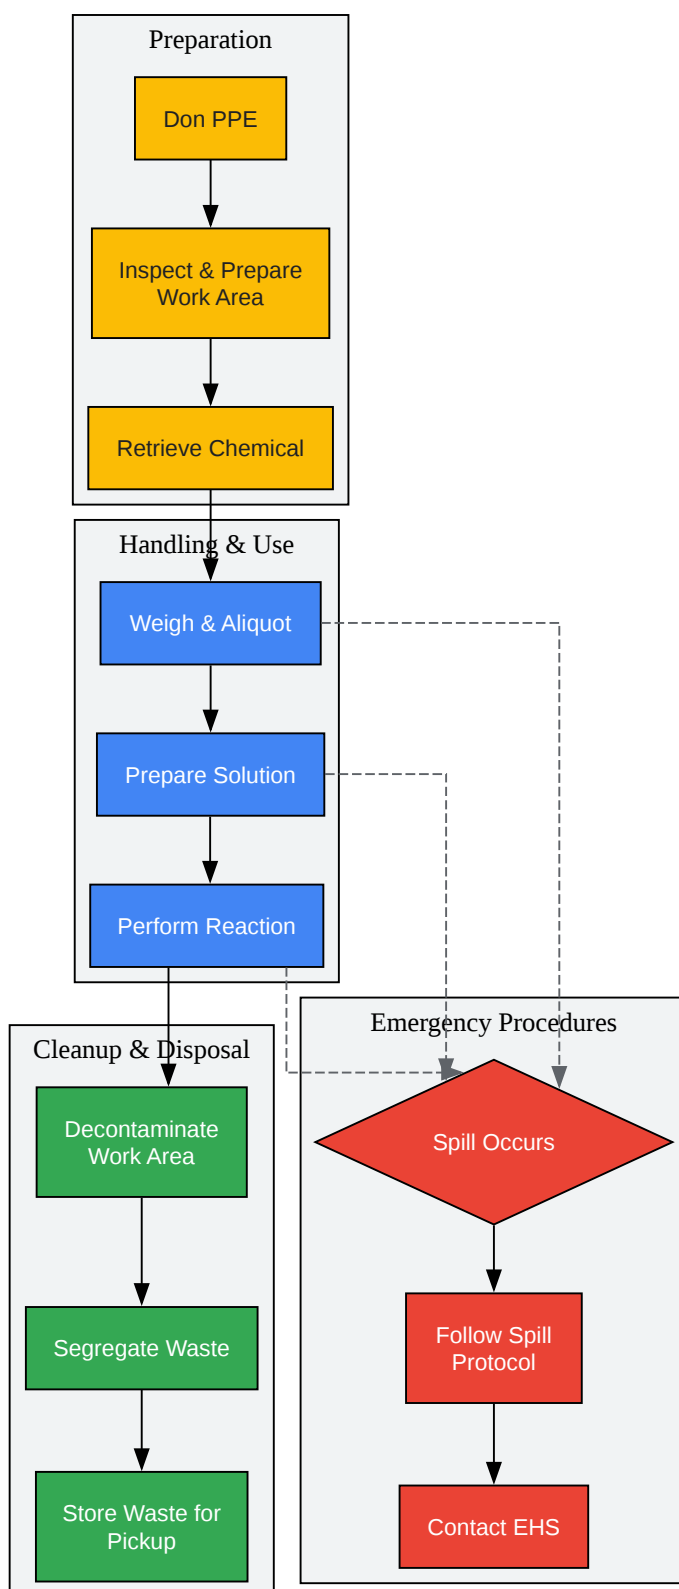 Preparation
Don PPE
Inspect & Prepare
Work Area
Retrieve Chemical
Handling & Use
Weigh & Aliquot
Prepare Solution
Perform Reaction
Cleanup & Disposal
Decontaminate
Work Area
Segregate Waste
Store Waste for
Pickup
Emergency Procedures
Spill Occurs
Follow Spill
Protocol
Contact EHS